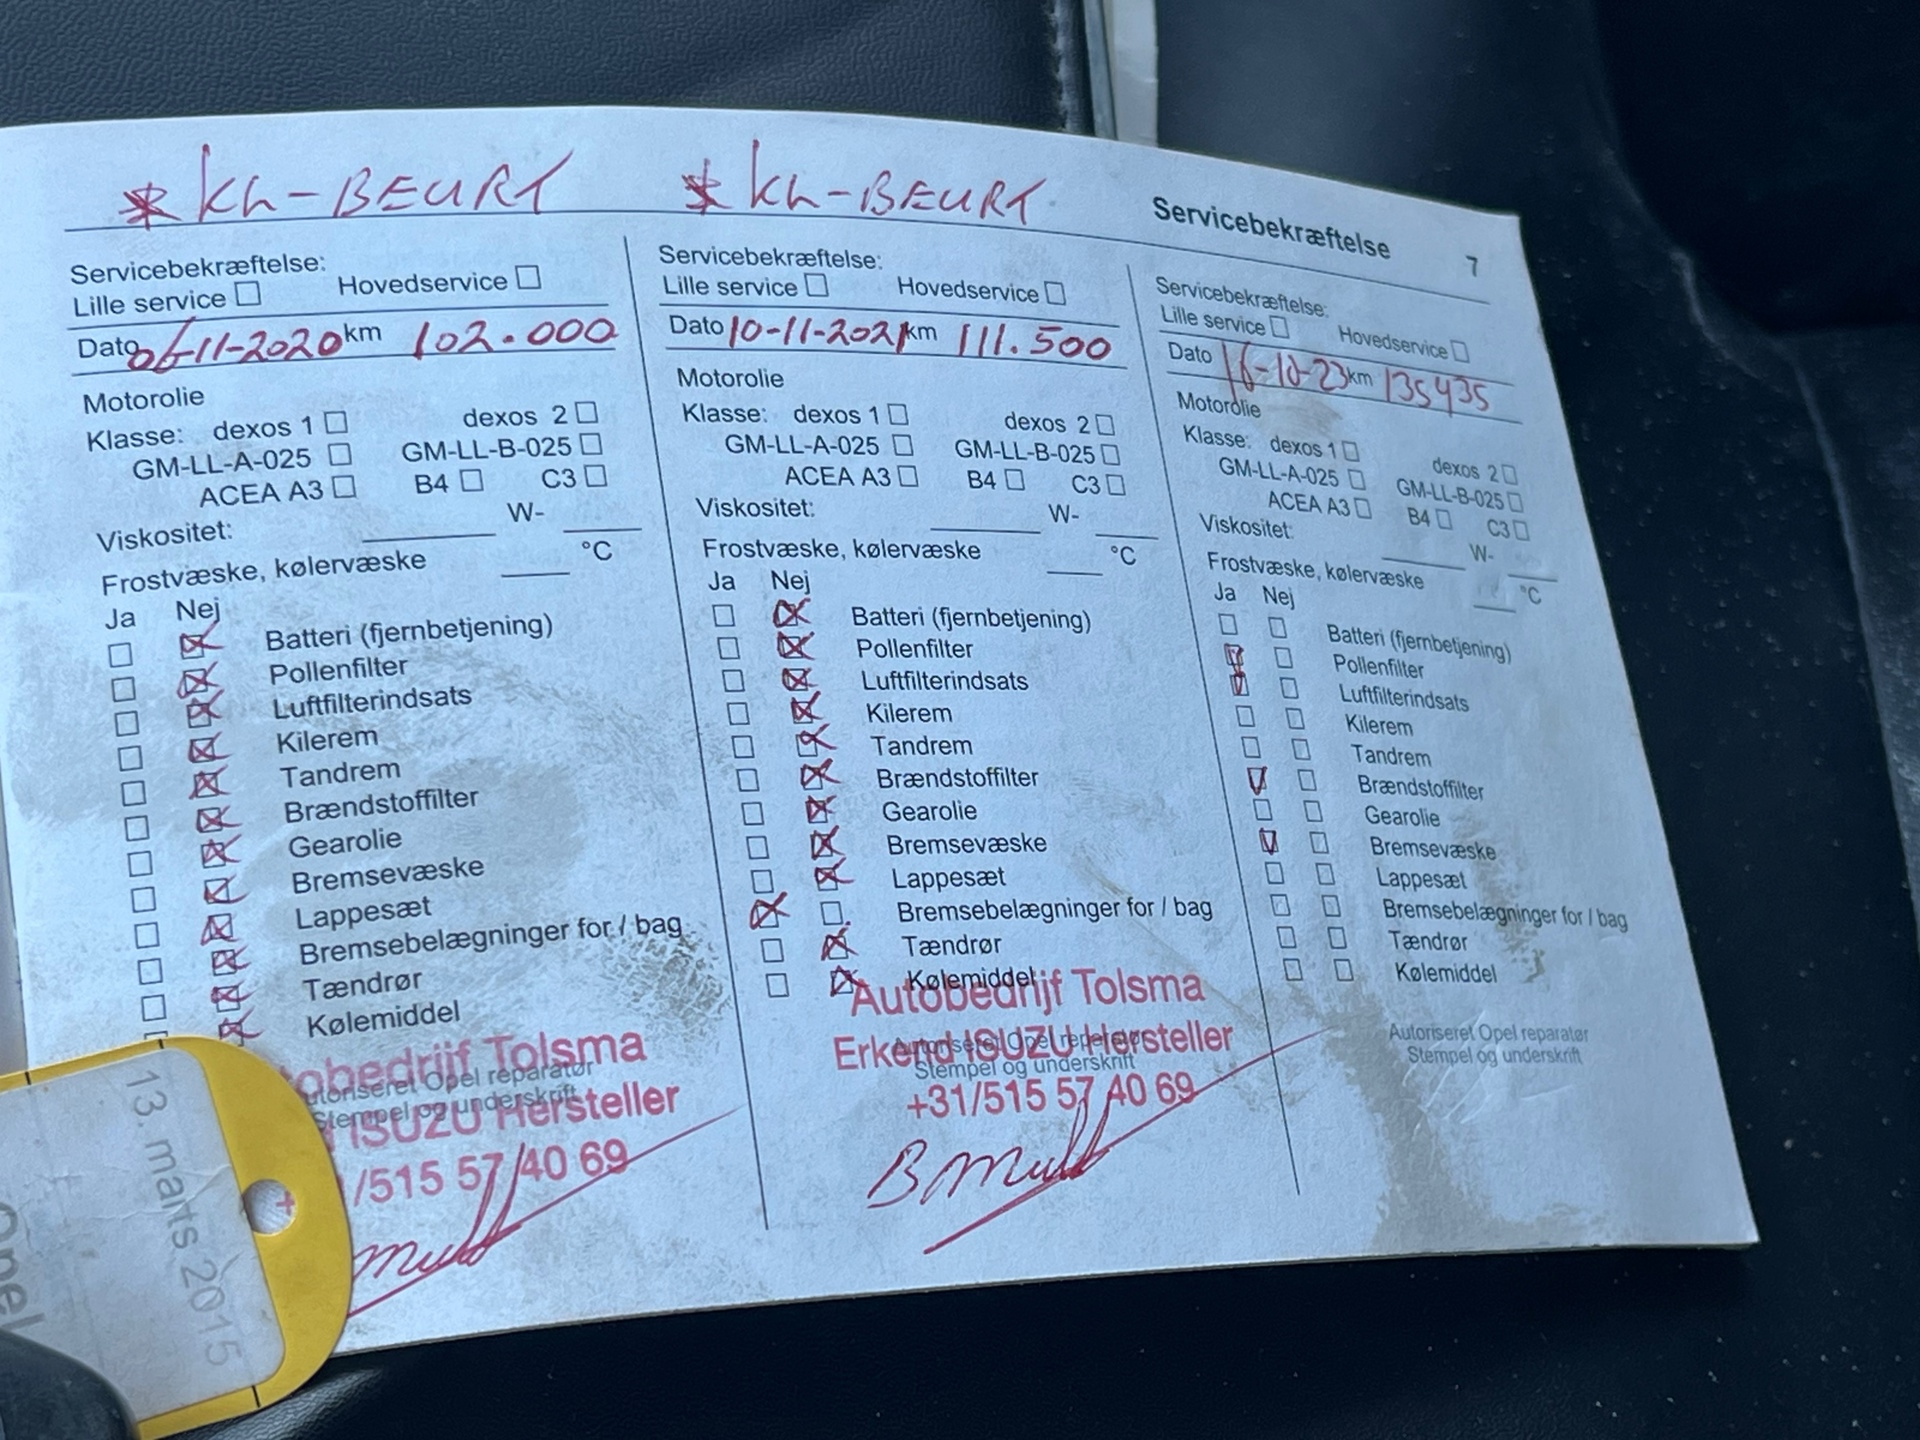 *KL-BEURT
*KL-BEURT
Servicebekræftelse 7
Servicebekræftelse:
Lille service Hovedservice
Dato 06-11-2020 km 102.000
Motorolie
Klasse: dexos 1 dexos 2
GM-LL-A-025 GM-LL-B-025
ACEA A3 B4 C3
Viskositet: W-
Frostvæske, kølervæske °C
Ja Nej
Batteri (fjernbetjening)
Pollenfilter
Luftfilterindsats
Kilerem
Tandrem
Brændstoffilter
Gearolie
Bremsevæske
Lappesæt
Bremsebelægninger for / bag
Tændrør
Kølemiddel
obedrijf Tolsma
utoriseret Opel reparatør
Stempel og underskrift
ISUZU Hersteller
/515 57 40 69
Servicebekræftelse:
Lille service Hovedservice
Dato 10-11-2021 km 111.500
Motorolie
Klasse: dexos 1 dexos 2
GM-LL-A-025 GM-LL-B-025
ACEA A3 B4 C3
Viskositet: W-
Frostvæske, kølervæske °C
Ja Nej
Batteri (fjernbetjening)
Pollenfilter
Luftfilterindsats
Kilerem
Tandrem
Brændstoffilter
Gearolie
Bremsevæske
Lappesæt
Bremsebelægninger for / bag
Tændrør
Kølemiddel
Autobedrijf Tolsma
Erkend ISUZU Hersteller
Autoriseret Opel reparatør
Stempel og underskrift
+31/515 57 40 69
Servicebekræftelse:
Lille service Hovedservice
Dato 16-10-23 km 135435
Motorolie
Klasse: dexos 1 dexos 2
GM-LL-A-025 GM-LL-B-025
ACEA A3 B4 C3
Viskositet: W-
Frostvæske, kølervæske °C
Ja Nej
Batteri (fjernbetjening)
Pollenfilter
Luftfilterindsats
Kilerem
Tandrem
Brændstoffilter
Gearolie
Bremsevæske
Lappesæt
Bremsebelægninger for / bag
Tændrør
Kølemiddel
Autoriseret Opel reparatør
Stempel og underskrift
13. marts 2015
Opel